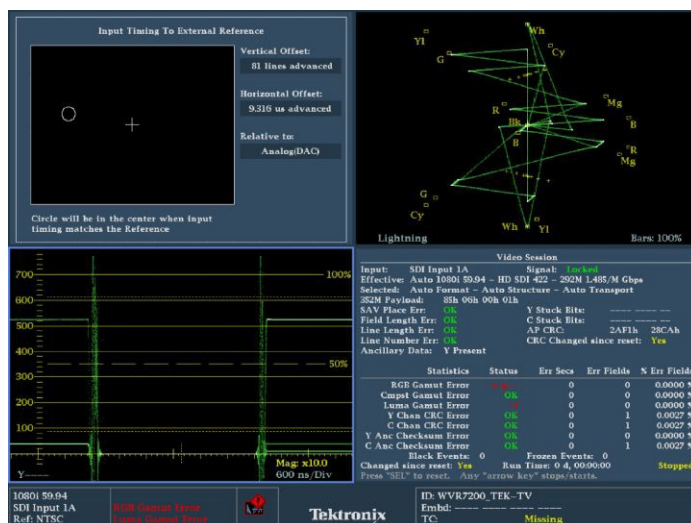 Input Timing To External Reference
Vertical Offset:
81 lines advanced
Horizontal Offset:
9.316 us advanced
Relative to:
Analog(DAC)
Circle will be in the center when input
timing matches the Reference
Wh
Yl
Cy
G
Mg
R
B
Bk
B
R
Mg
G
Cy
Wh
Yl
Lightning
Bars: 100%
700
600
500
400
300
200
100
100%
50%
Y
Mag: x10.0
600 ns/Div
Video Session
Input: SDI Input 1A Signal: Locked
Effective: Auto 1080i 59.94 – HD SDI 422 – 292M 1.485/M Gbps
Selected: Auto Format – Auto Structure – Auto Transport
352M Payload: 85h 06h 00h 01h
SAV Place Err: OK Y Stuck Bits: ---- ---- --
Field Length Err: OK C Stuck Bits: ---- ---- --
Line Length Err: OK AP CRC: 2AF1h 28CAh
Line Number Err: OK CRC Changed since reset: Yes
Ancillary Data: Y Present
Statistics Status Err Secs Err Fields % Err Fields
RGB Gamut Error 0 0 0.0000 %
Cmpst Gamut Error OK 0 0 0.0000 %
Luma Gamut Error 0 0 0.0000 %
Y Chan CRC Error OK 0 1 0.0027 %
C Chan CRC Error OK 0 1 0.0027 %
Y Anc Checksum Error OK 0 0 0.0000 %
C Anc Checksum Error OK 0 0 0.0000 %
Black Events: 0 Frozen Events: 0
Changed since reset: Yes Run Time: 0 d, 00:00:00 Stopped
Press "SEL" to reset. Any "arrow key" stops/starts.
1080i 59.94
Ref: NTSC
RGB Gamut Error
Luma Gamut Error
Tektronix
ID: WVR7200_TEK-TV
Embd: ---- ---- ---- ----
TC: Missing